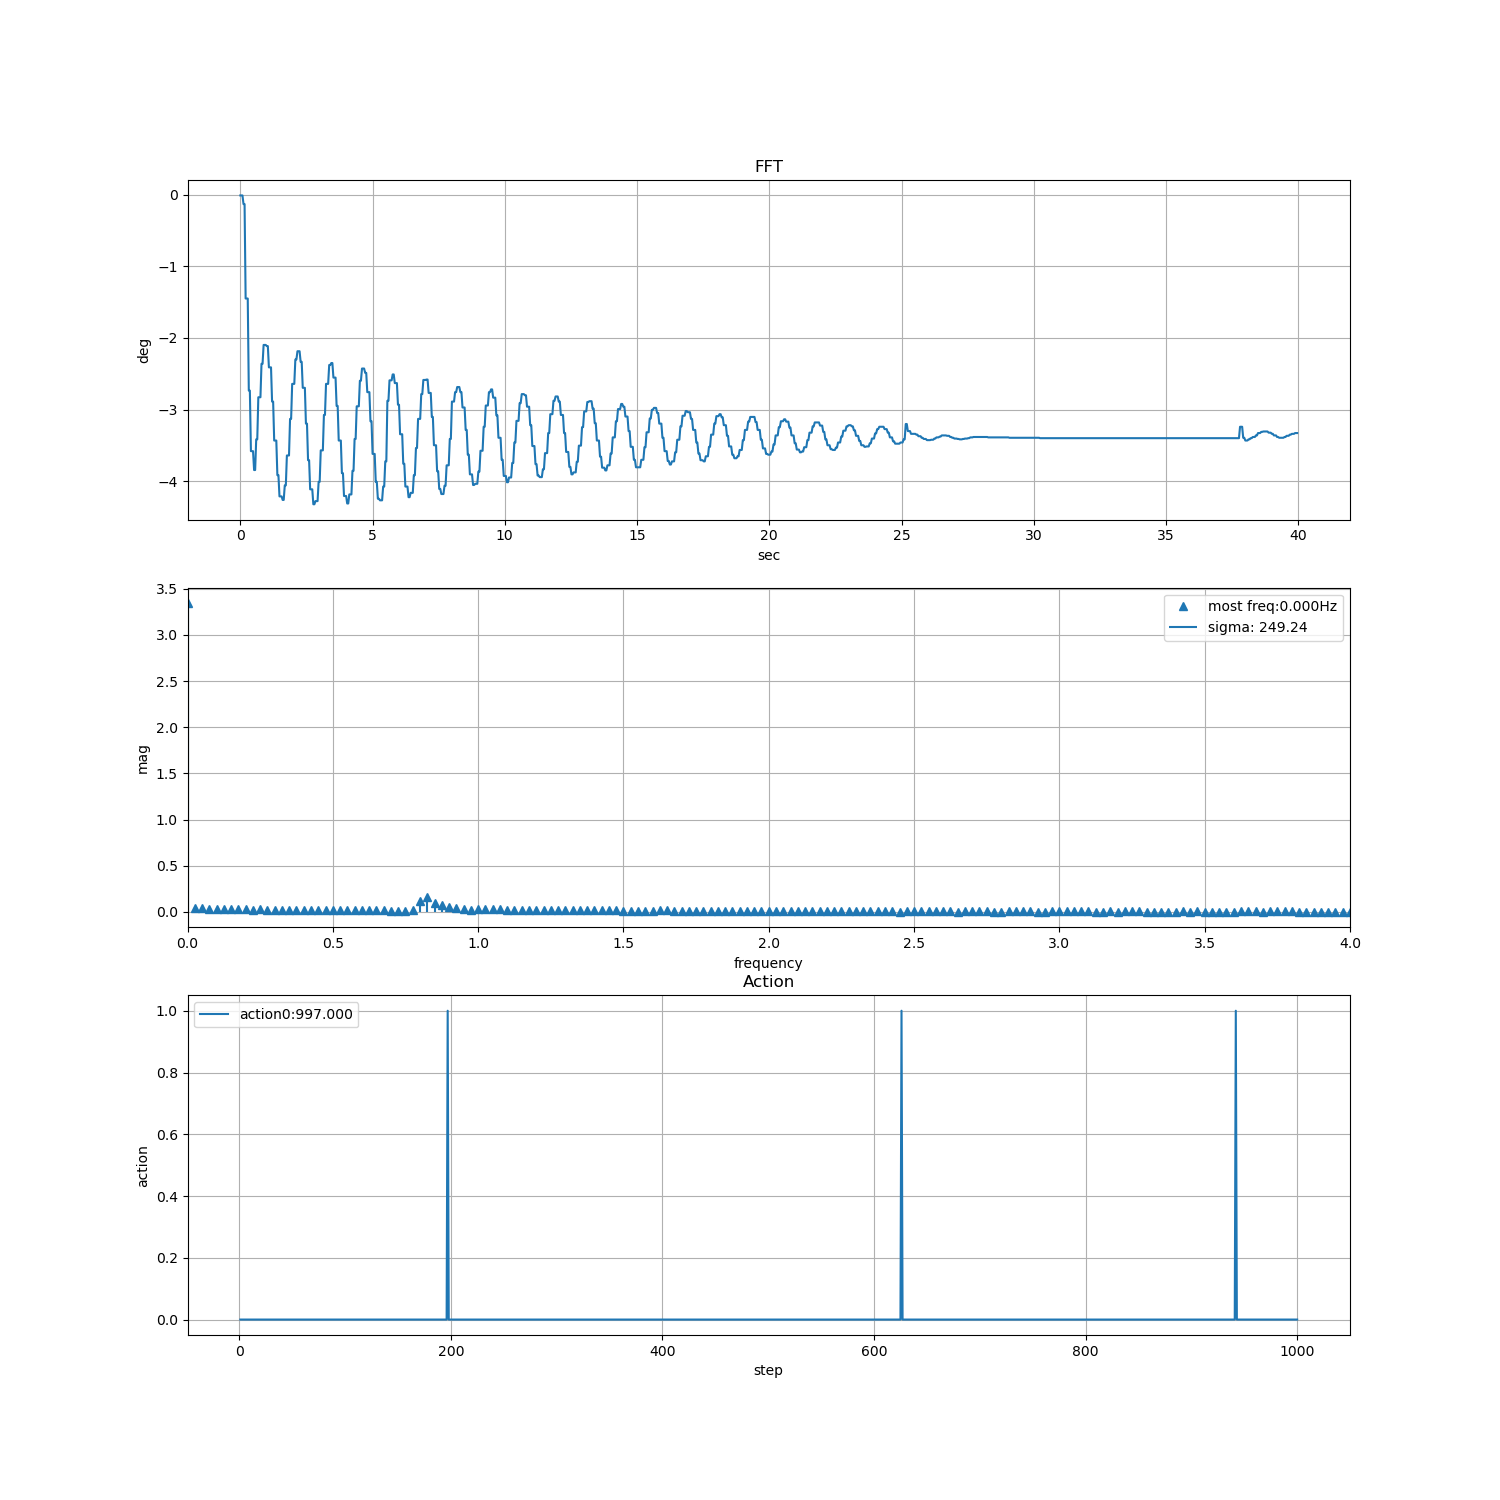 FFT
0
−1
−2
−3
−4
deg
0 5 10 15 20 25 30 35 40
sec
3.5
3.0
2.5
2.0
1.5
1.0
0.5
0.0
mag
most freq:0.000Hz
sigma: 249.24
0.0 0.5 1.0 1.5 2.0 2.5 3.0 3.5 4.0
frequency
Action
1.0
0.8
0.6
0.4
0.2
0.0
action
action0:997.000
0 200 400 600 800 1000
step